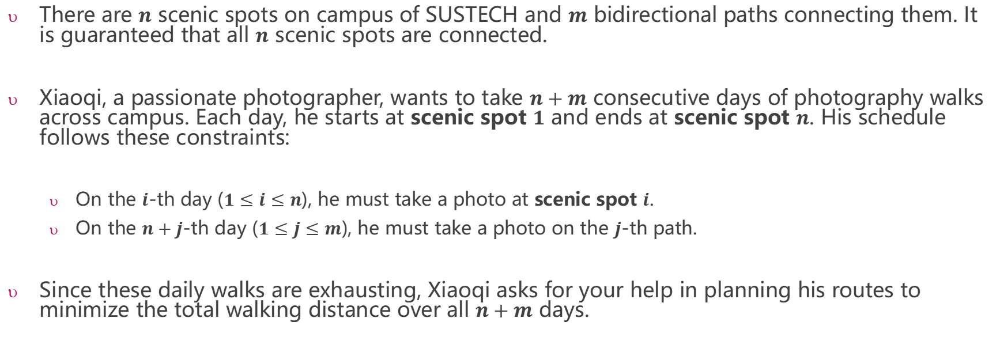 υ There are n scenic spots on campus of SUSTECH and m bidirectional paths connecting them. It
is guaranteed that all n scenic spots are connected.
υ Xiaoqi, a passionate photographer, wants to take n + m consecutive days of photography walks
across campus. Each day, he starts at scenic spot 1 and ends at scenic spot n. His schedule
follows these constraints:
υ On the i-th day (1 ≤ i ≤ n), he must take a photo at scenic spot i.
υ On the n + j-th day (1 ≤ j ≤ m), he must take a photo on the j-th path.
υ Since these daily walks are exhausting, Xiaoqi asks for your help in planning his routes to
minimize the total walking distance over all n + m days.